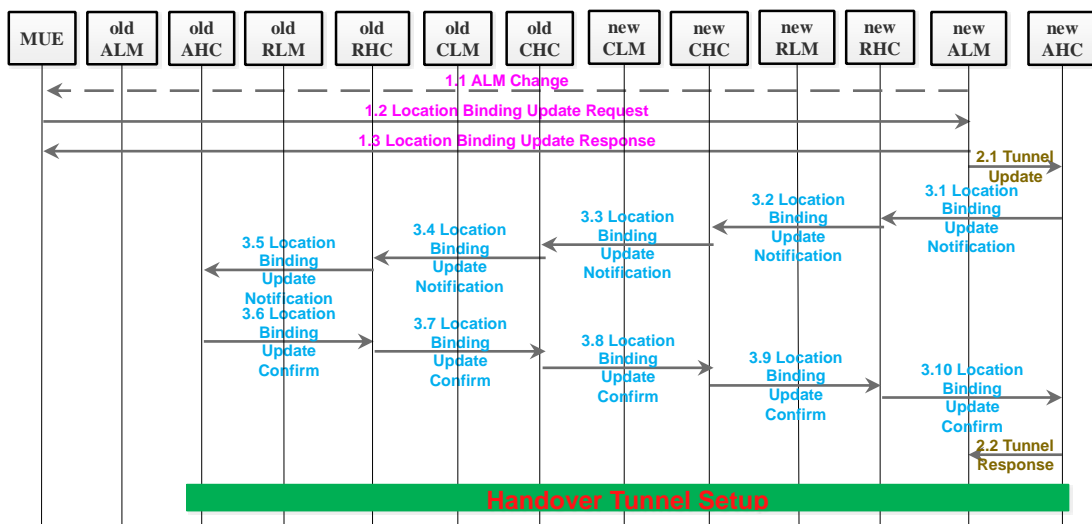 MUE
old
ALM
old
AHC
old
RLM
old
RHC
old
CLM
old
CHC
new
CLM
new
CHC
new
RLM
new
RHC
new
ALM
new
AHC
1.1 ALM Change
1.2 Location Binding Update Request
1.3 Location Binding Update Response
2.1 Tunnel
Update
3.1 Location
Binding
Update
Notification
3.2 Location
Binding
Update
Notification
3.3 Location
Binding
Update
Notification
3.4 Location
Binding
Update
Notification
3.5 Location
Binding
Update
Notification
3.6 Location
Binding
Update
Confirm
3.7 Location
Binding
Update
Confirm
3.8 Location
Binding
Update
Confirm
3.9 Location
Binding
Update
Confirm
3.10 Location
Binding
Update
Confirm
2.2 Tunnel
Response
Handover Tunnel Setup